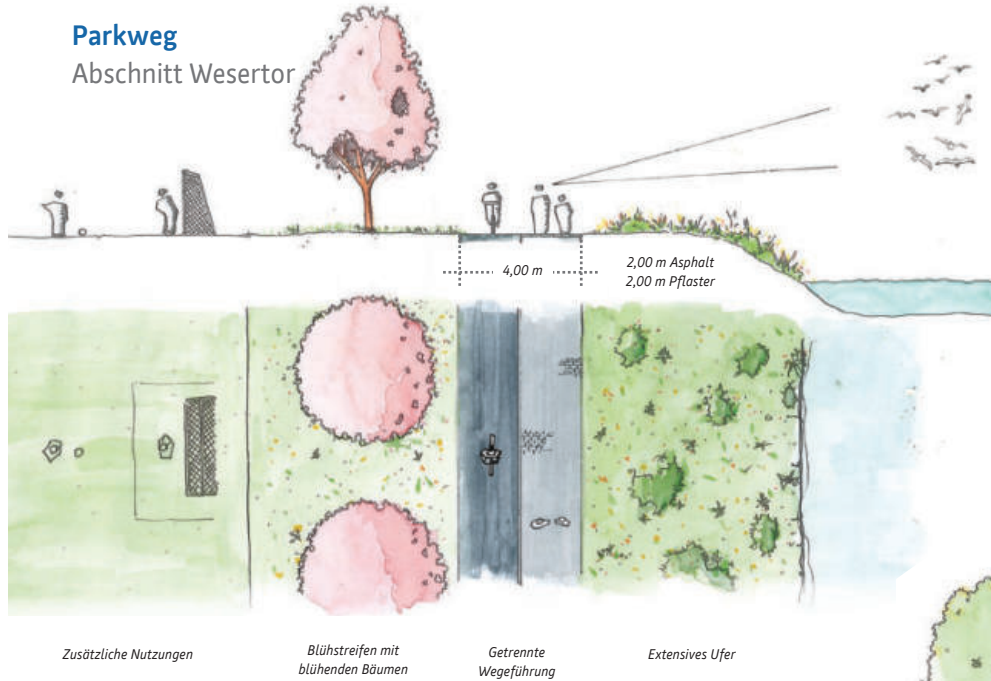 Parkweg
Abschnitt Wesertor
4,00 m
2,00 m Asphalt
2,00 m Pflaster
Zusätzliche Nutzungen
Blühstreifen mit
blühenden Bäumen
Getrennte
Wegeführung
Extensives Ufer